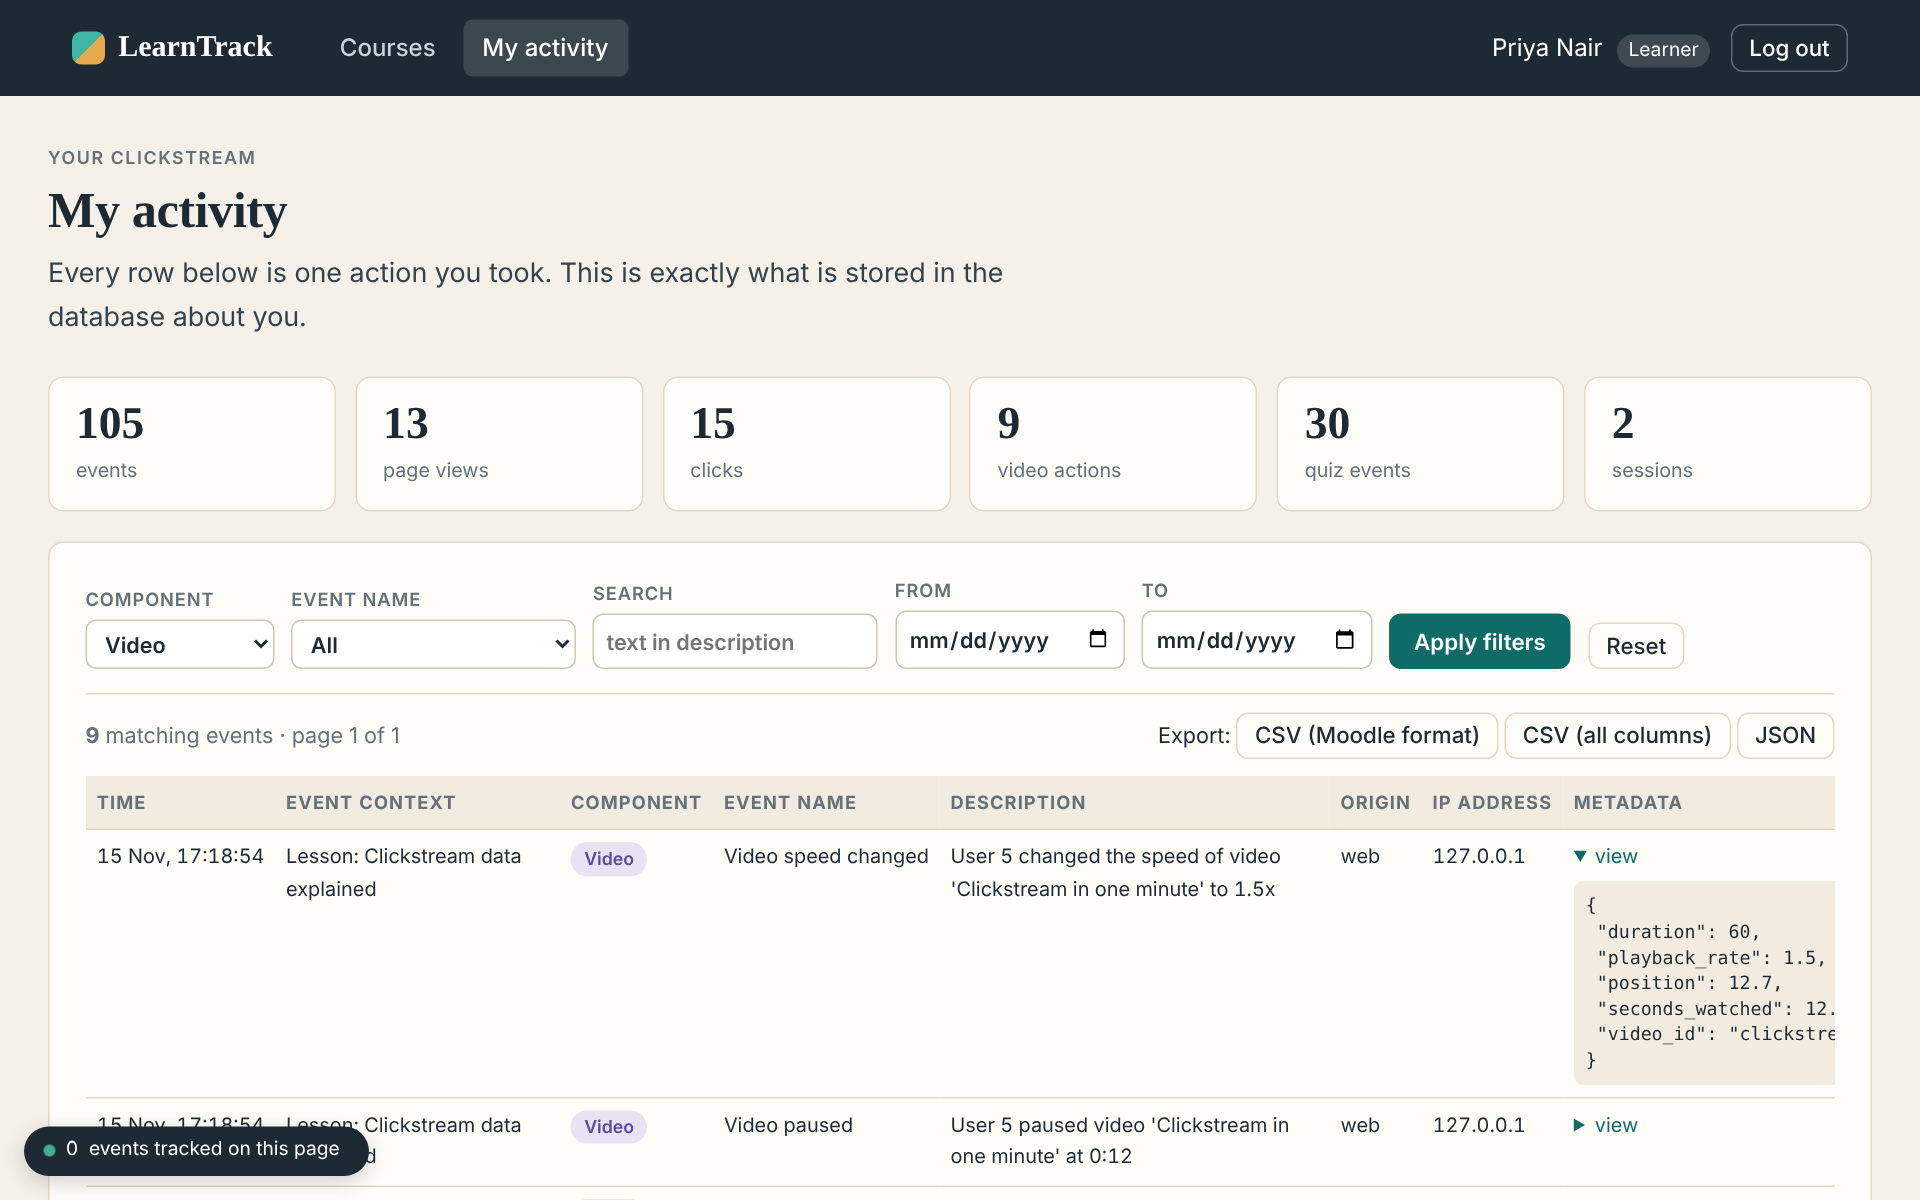 LearnTrack
Courses
My activity
Priya Nair
Learner
Log out
YOUR CLICKSTREAM
My activity
Every row below is one action you took. This is exactly what is stored in the
database about you.
105
events
13
page views
15
clicks
9
video actions
30
quiz events
2
sessions
COMPONENT
Video
EVENT NAME
All
SEARCH
text in description
FROM
mm/dd/yyyy
TO
mm/dd/yyyy
Apply filters
Reset
9 matching events · page 1 of 1
Export:
CSV (Moodle format)
CSV (all columns)
JSON
TIME
EVENT CONTEXT
COMPONENT
EVENT NAME
DESCRIPTION
ORIGIN
IP ADDRESS
METADATA
15 Nov, 17:18:54
Lesson: Clickstream data
explained
Video
Video speed changed
User 5 changed the speed of video
'Clickstream in one minute' to 1.5x
web
127.0.0.1
▼ view
{
"duration": 60,
"playback_rate": 1.5,
"position": 12.7,
"seconds_watched": 12.
"video_id": "clickstre
}
15 Nov, 17:18:54
Lesson: Clickstream data
Video
Video paused
User 5 paused video 'Clickstream in
one minute' at 0:12
web
127.0.0.1
▶ view
0 events tracked on this page